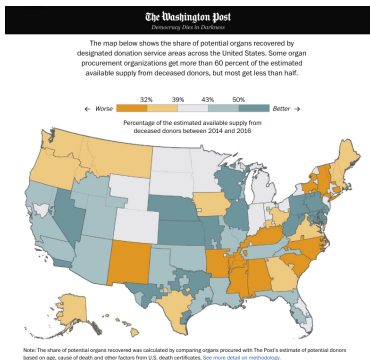 The Washington Post
Democracy Dies in Darkness
The map below shows the share of potential organs recovered by
designated donation service areas across the United States. Some organ
procurement organizations get more than 60 percent of the estimated
available supply from deceased donors, but most get less than half.
32% 39% 43% 50%
← Worse Better →
Percentage of the estimated available supply from
deceased donors between 2014 and 2016
Note: The share of potential organs recovered was calculated by comparing organs procured with The Post's estimate of potential donors
based on age, cause of death and other factors from U.S. death certificates. See more detail on methodology.